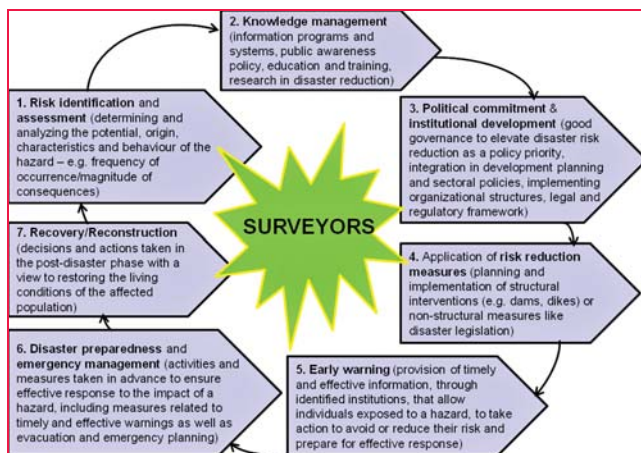 2. Knowledge management
(information programs and
systems, public awareness
policy, education and training,
research in disaster reduction)
1. Risk identification and
assessment (determining and
analyzing the potential, origin,
characteristics and behaviour of the
hazard – e.g. frequency of
occurrence/magnitude of
consequences)
3. Political commitment &
institutional development (good
governance to elevate disaster risk
reduction as a policy priority,
integration in development planning
and sectoral policies, implementing
organizational structures, legal and
regulatory framework)
SURVEYORS
7. Recovery/Reconstruction
(decisions and actions taken in
the post-disaster phase with a
view to restoring the living
conditions of the affected
population)
4. Application of risk reduction
measures (planning and
implementation of structural
interventions (e.g. dams, dikes) or
non-structural measures like
disaster legislation)
6. Disaster preparedness and
emergency management (activities and
measures taken in advance to ensure
effective response to the impact of a
hazard, including measures related to
timely and effective warnings as well as
evacuation and emergency planning)
5. Early warning (provision of timely
and effective information, through
identified institutions, that allow
individuals exposed to a hazard, to take
action to avoid or reduce their risk and
prepare for effective response)